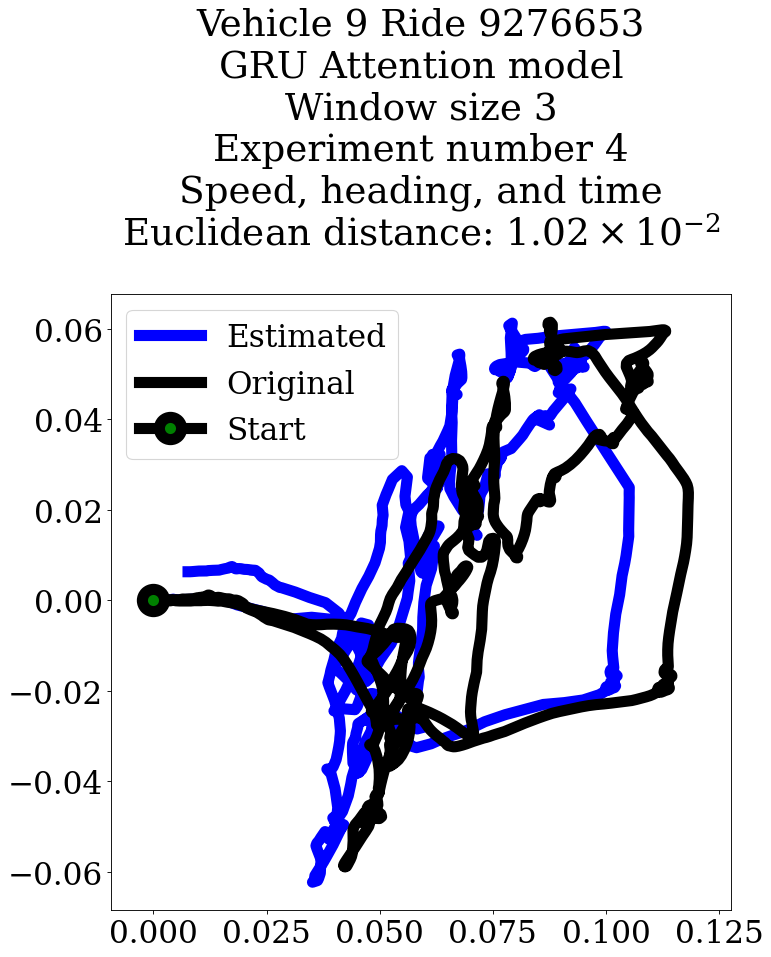 Vehicle 9 Ride 9276653
GRU Attention model
Window size 3
Experiment number 4
Speed, heading, and time
Euclidean distance: 1.02 × 10⁻²
Estimated
Original
Start
0.06
0.04
0.02
0.00
−0.02
−0.04
−0.06
0.000 0.025 0.050 0.075 0.100 0.125